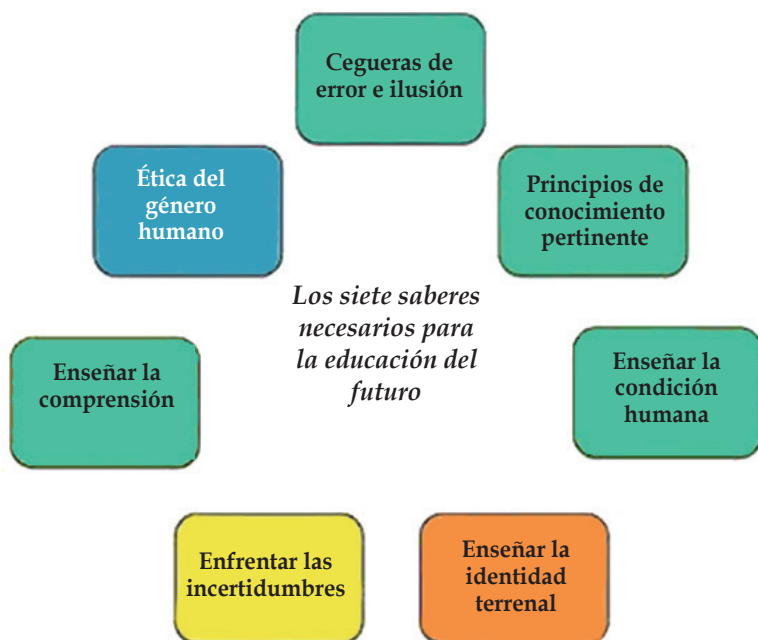 Cegueras de
error e ilusión
Ética del
género
humano
Principios de
conocimiento
pertinente
Los siete saberes
necesarios para
la educación del
futuro
Enseñar la
comprensión
Enseñar la
condición
humana
Enfrentar las
incertidumbres
Enseñar la
identidad
terrenal